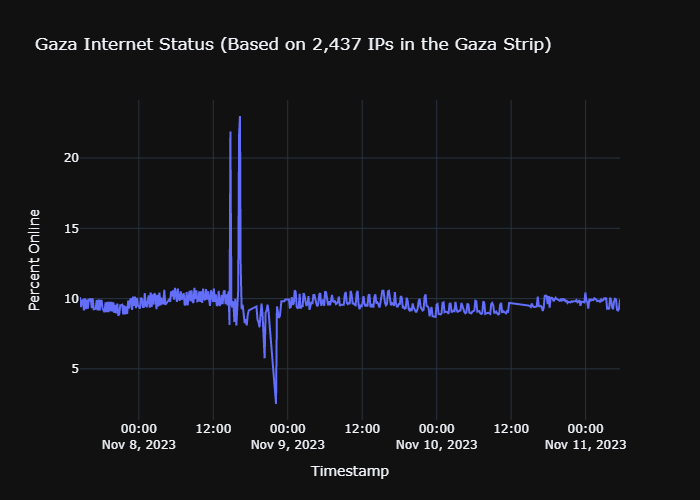 Gaza Internet Status (Based on 2,437 IPs in the Gaza Strip)
Percent Online
20
15
10
5
00:00 12:00 00:00 12:00 00:00 12:00 00:00
Nov 8, 2023 Nov 9, 2023 Nov 10, 2023 Nov 11, 2023
Timestamp